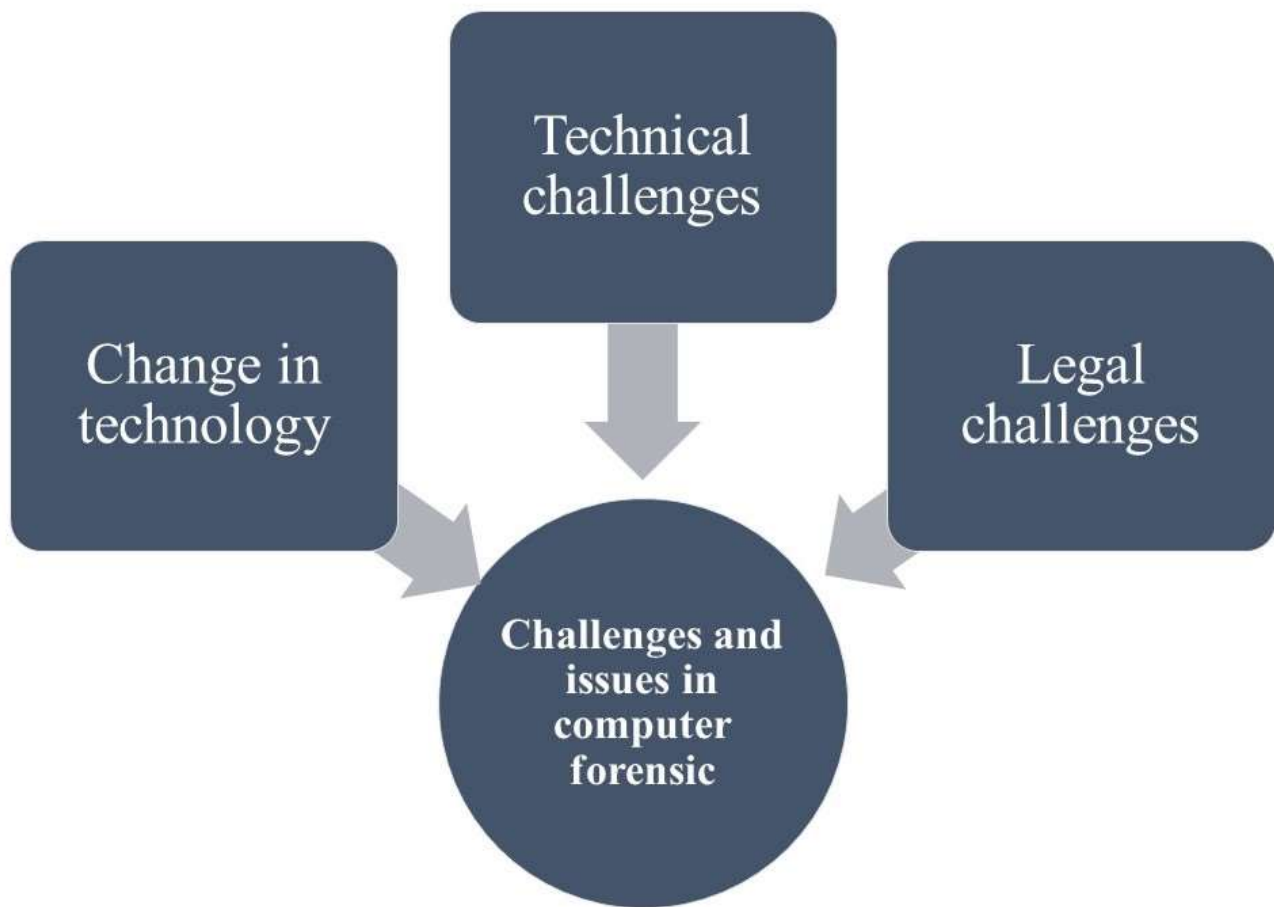 Technical
challenges
Change in
technology
Legal
challenges
Challenges and
issues in
computer
forensic